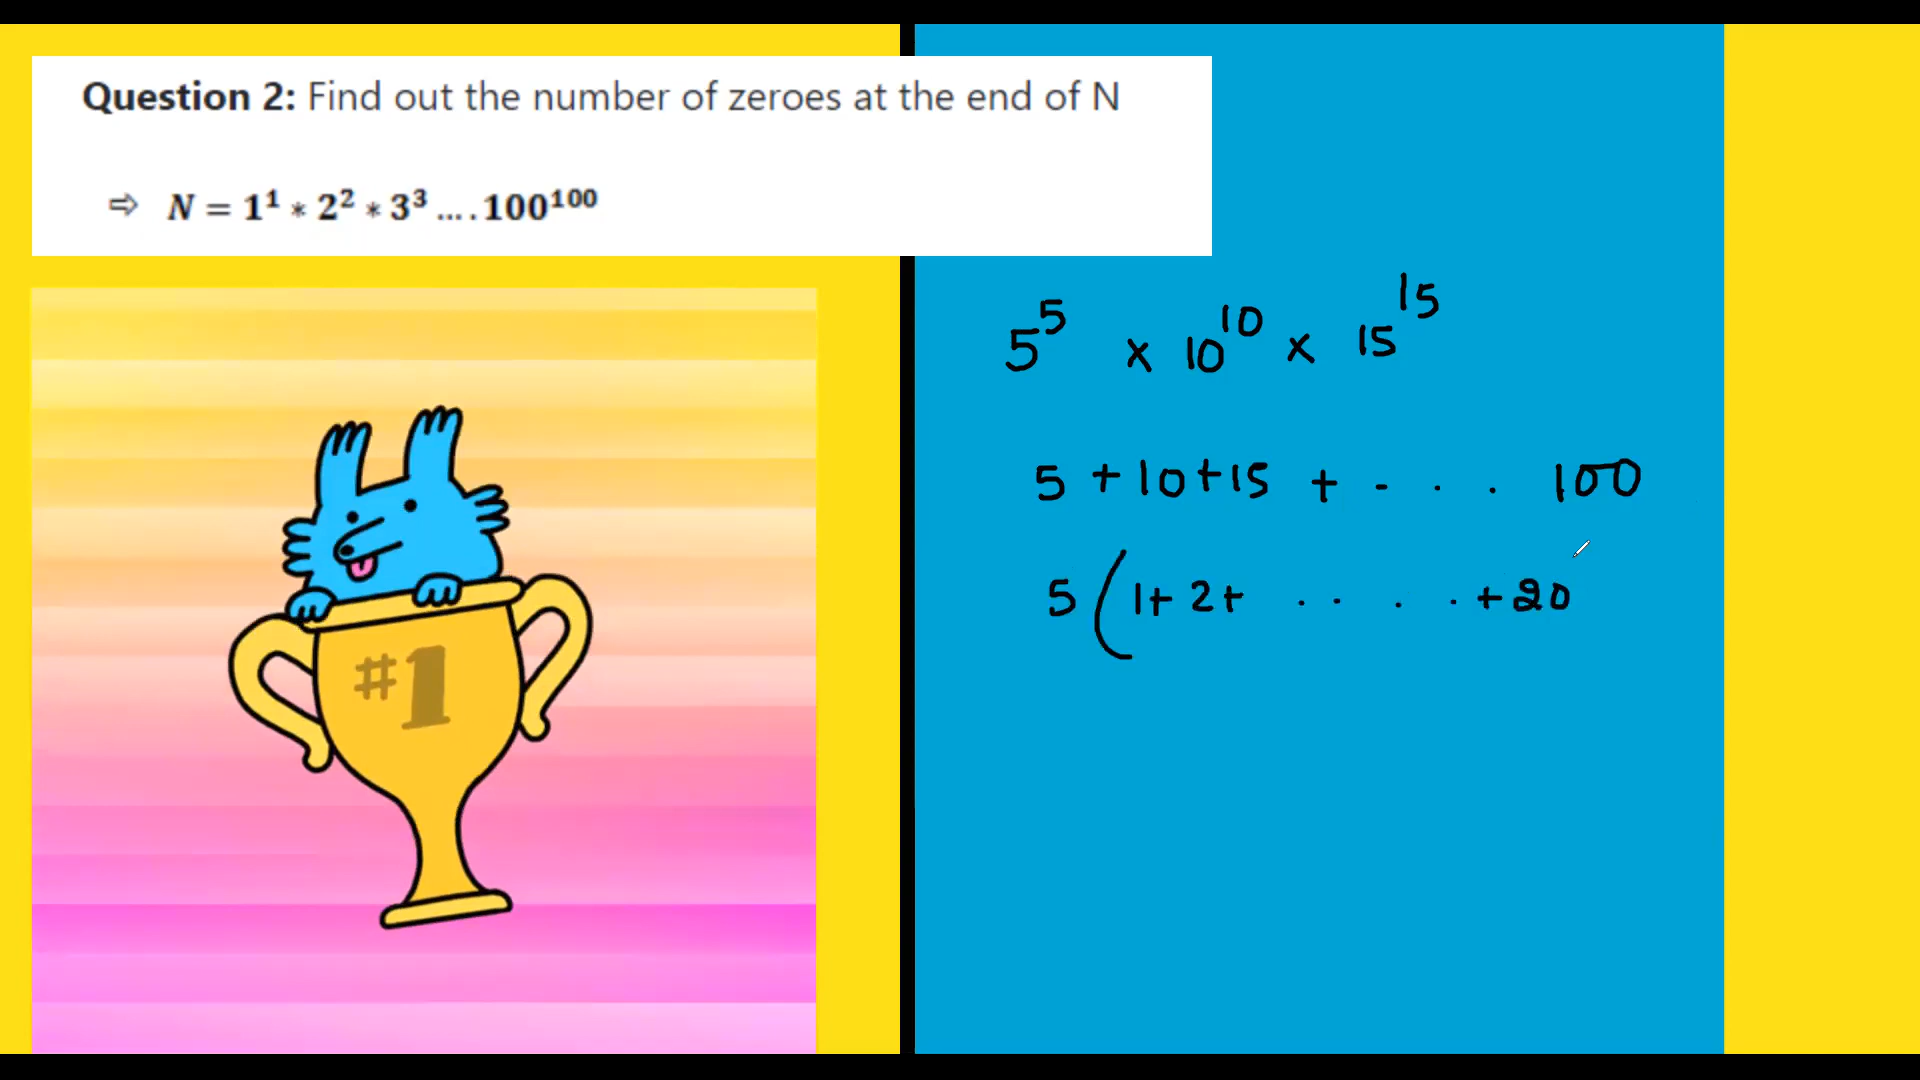 Question 2: Find out the number of zeroes at the end of N
⇨ N = 1¹ * 2² * 3³ .... 100¹⁰⁰
5⁵ × 10¹⁰ × 15¹⁵
5 + 10 + 15 + - . . 100
5 ( 1 + 2 + . . . . + 20
#1